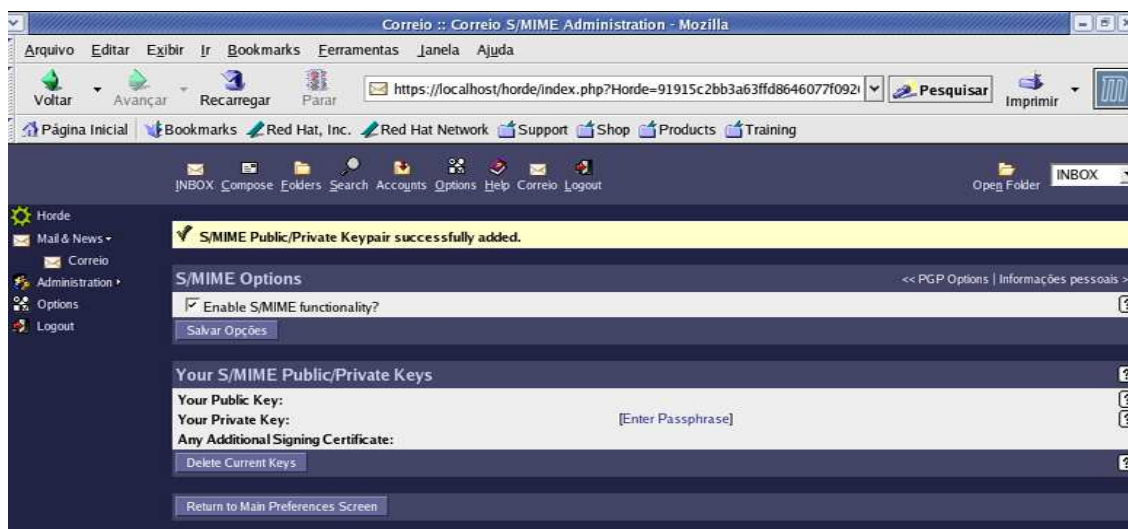 Correio :: Correio S/MIME Administration - Mozilla
Arquivo Editar Exibir Ir Bookmarks Ferramentas Janela Ajuda
Voltar Avançar Recarregar Parar https://localhost/horde/index.php?Horde=91915c2bb3a63ffd8646077f092 Pesquisar Imprimir
Página Inicial Bookmarks Red Hat, Inc. Red Hat Network Support Shop Products Training
INBOX Compose Folders Search Accounts Options Help Correio Logout Open Folder INBOX
Horde
Mail & News
Correio
Administration
Options
Logout
S/MIME Public/Private Keypair successfully added.
S/MIME Options << PGP Options | Informações pessoais >
Enable S/MIME functionality?
Salvar Opções
Your S/MIME Public/Private Keys
Your Public Key:
Your Private Key: [Enter Passphrase]
Any Additional Signing Certificate:
Delete Current Keys
Return to Main Preferences Screen